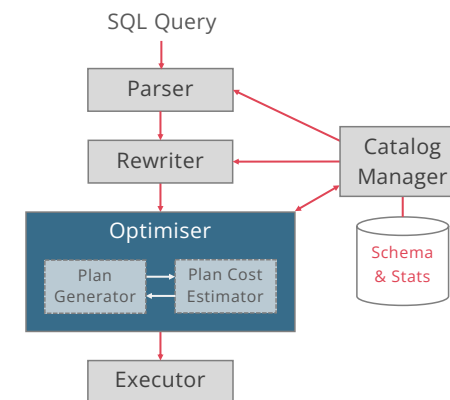 SQL Query
Parser
Rewriter
Catalog
Manager
Optimiser
Schema
& Stats
Plan
Generator
Plan Cost
Estimator
Executor